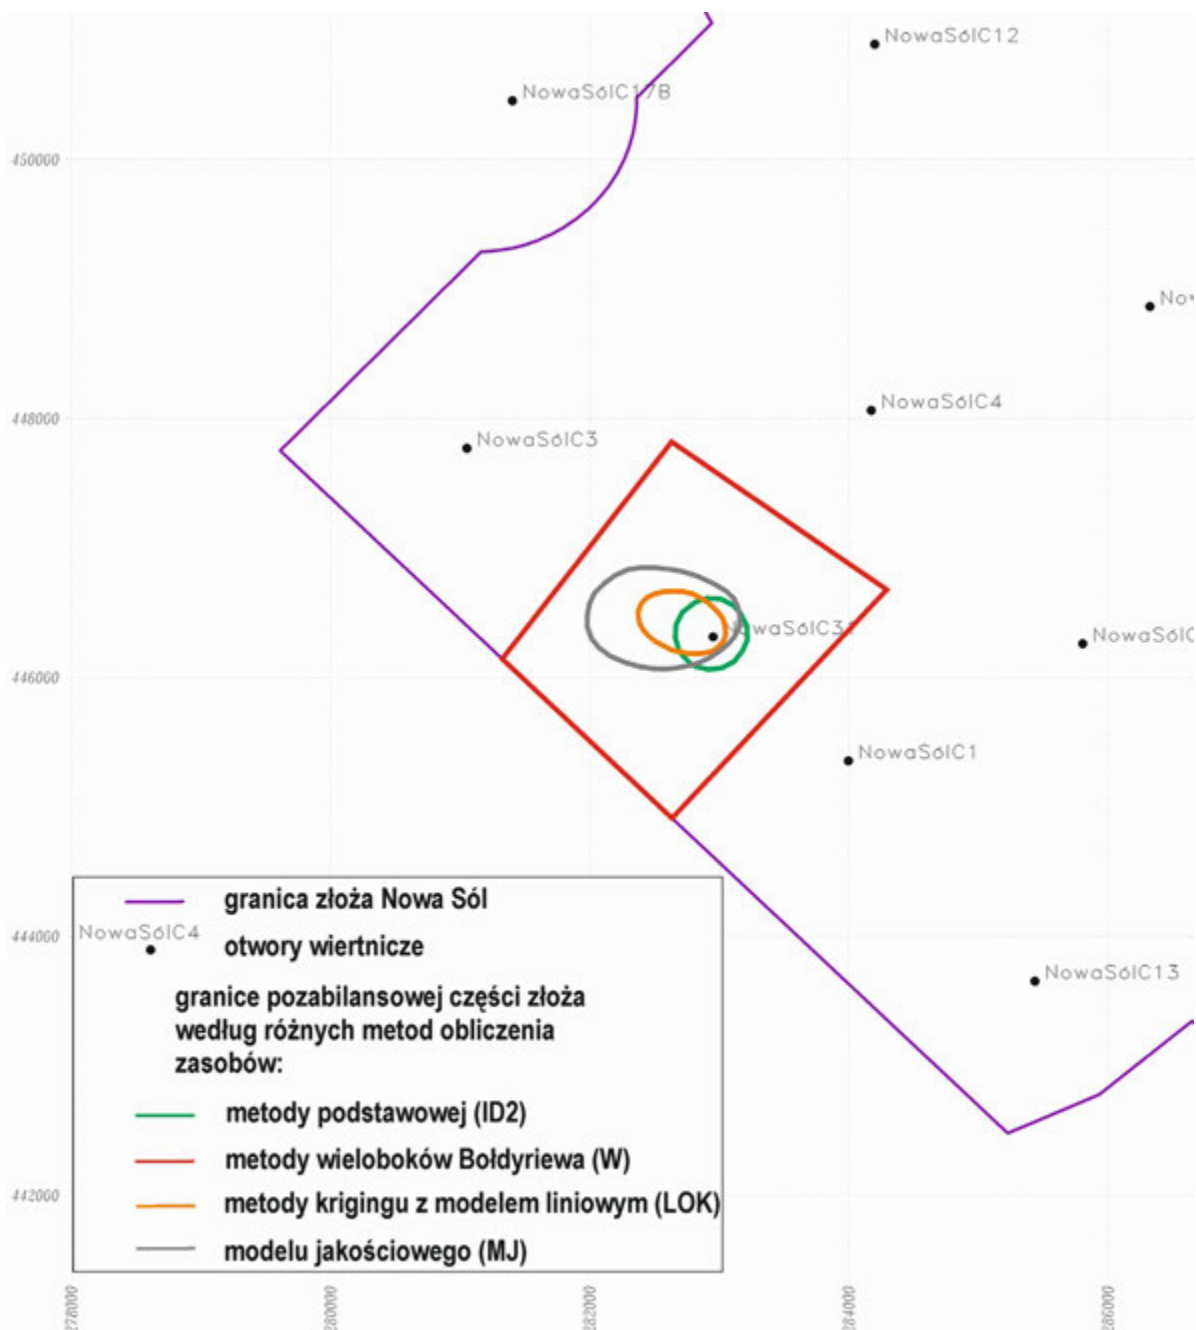 NowaSólC12
NowaSólC17B
450000
Now
448000
NowaSólC4
NowaSólC3
NowaSólC
446000
NowaSólC1
granica złoża Nowa Sól
NowaSólC4
444000
otwory wiertnicze
NowaSólC13
granice pozabilansowej części złoża
według różnych metod obliczenia
zasobów:
metody podstawowej (ID2)
metody wieloboków Bołdyriewa (W)
442000
metody krigingu z modelem liniowym (LOK)
modelu jakościowego (MJ)
278000
280000
282000
284000
286000